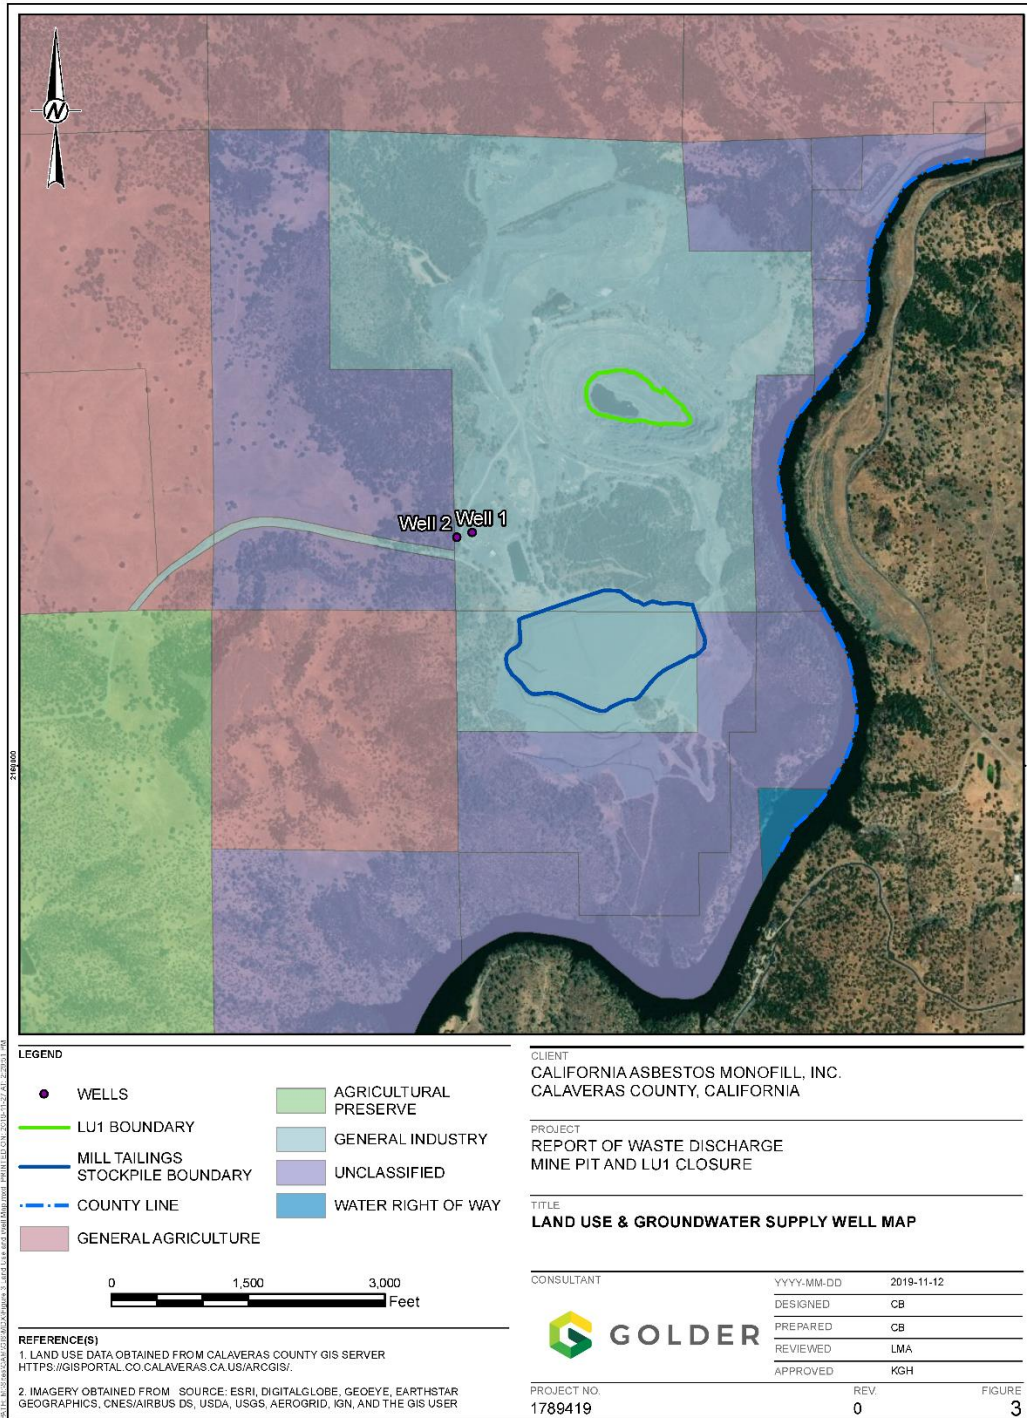 N
Well 2 Well 1
2160000
LEGEND
WELLS
LU1 BOUNDARY
MILL TAILINGS
STOCKPILE BOUNDARY
COUNTY LINE
GENERAL AGRICULTURE
AGRICULTURAL
PRESERVE
GENERAL INDUSTRY
UNCLASSIFIED
WATER RIGHT OF WAY
0 1,500 3,000
Feet
REFERENCE(S)
1. LAND USE DATA OBTAINED FROM CALAVERAS COUNTY GIS SERVER
HTTPS://GISPORTAL.CO.CALAVERAS.CA.US/ARCGIS/.
2. IMAGERY OBTAINED FROM SOURCE: ESRI, DIGITALGLOBE, GEOEYE, EARTHSTAR
GEOGRAPHICS, CNES/AIRBUS DS, USDA, USGS, AEROGRID, IGN, AND THE GIS USER
CLIENT
CALIFORNIA ASBESTOS MONOFILL, INC.
CALAVERAS COUNTY, CALIFORNIA
PROJECT
REPORT OF WASTE DISCHARGE
MINE PIT AND LU1 CLOSURE
TITLE
LAND USE & GROUNDWATER SUPPLY WELL MAP
CONSULTANT
GOLDER
YYYY-MM-DD 2019-11-12
DESIGNED CB
PREPARED CB
REVIEWED LMA
APPROVED KGH
PROJECT NO. REV. FIGURE
1789419 0 3